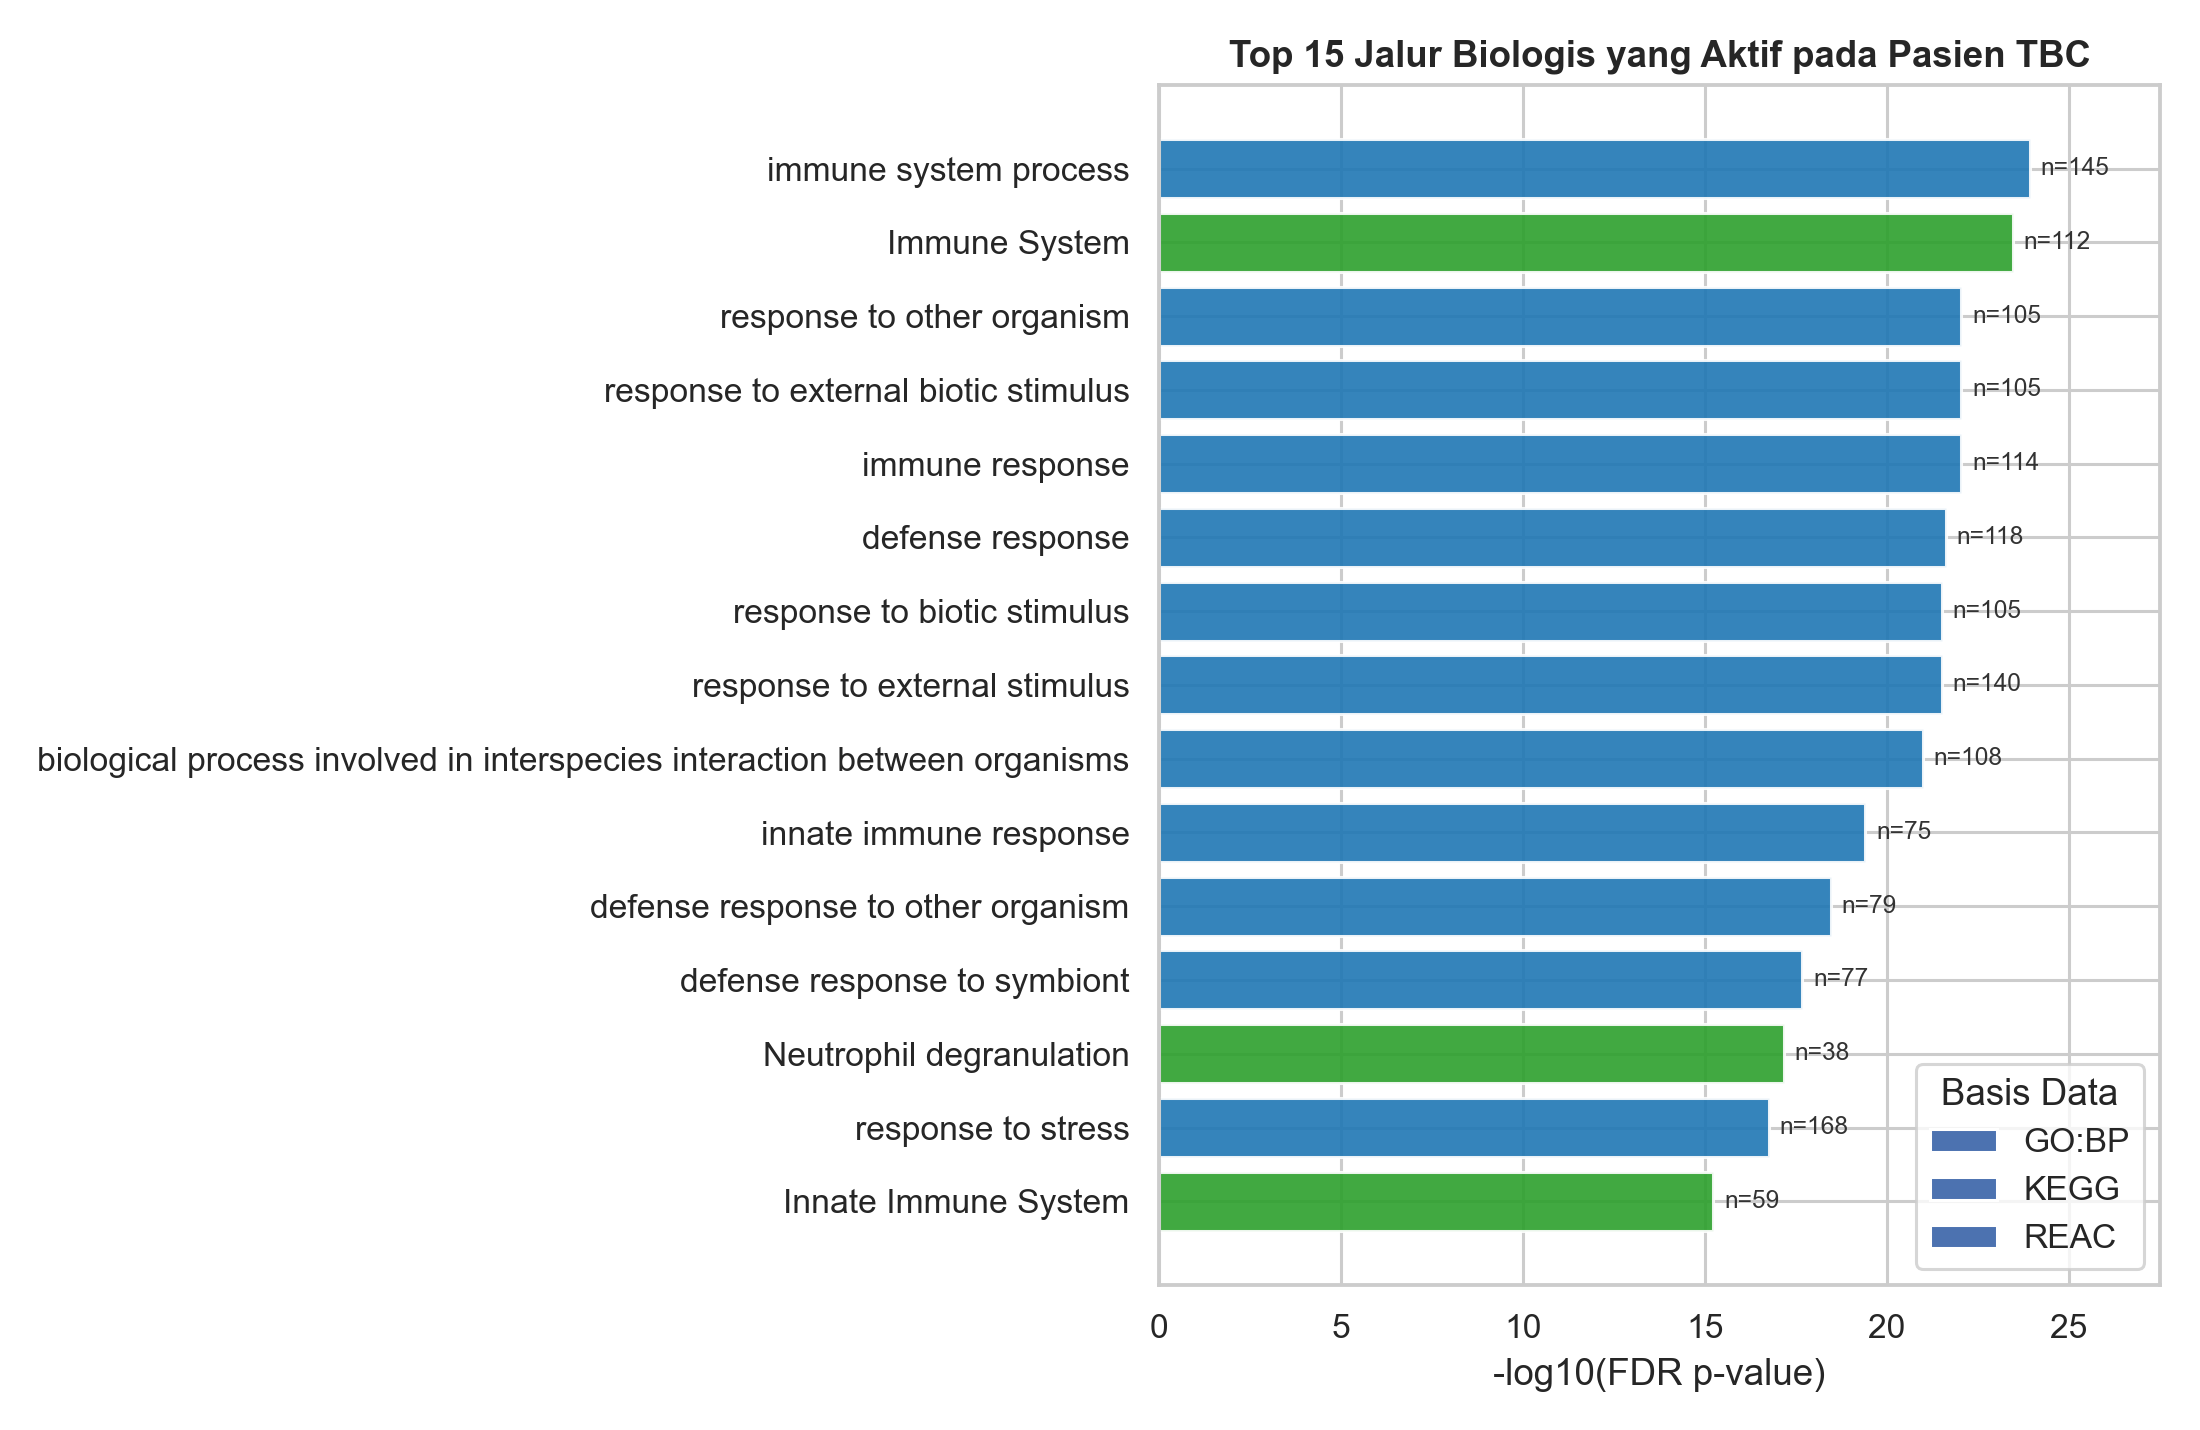 Top 15 Jalur Biologis yang Aktif pada Pasien TBC
immune system process
n=145
Immune System
n=112
response to other organism
n=105
response to external biotic stimulus
n=105
immune response
n=114
defense response
n=118
response to biotic stimulus
n=105
response to external stimulus
n=140
biological process involved in interspecies interaction between organisms
n=108
innate immune response
n=75
defense response to other organism
n=79
defense response to symbiont
n=77
Neutrophil degranulation
n=38
response to stress
n=168
Innate Immune System
n=59
Basis Data
GO:BP
KEGG
REAC
0 5 10 15 20 25
-log10(FDR p-value)